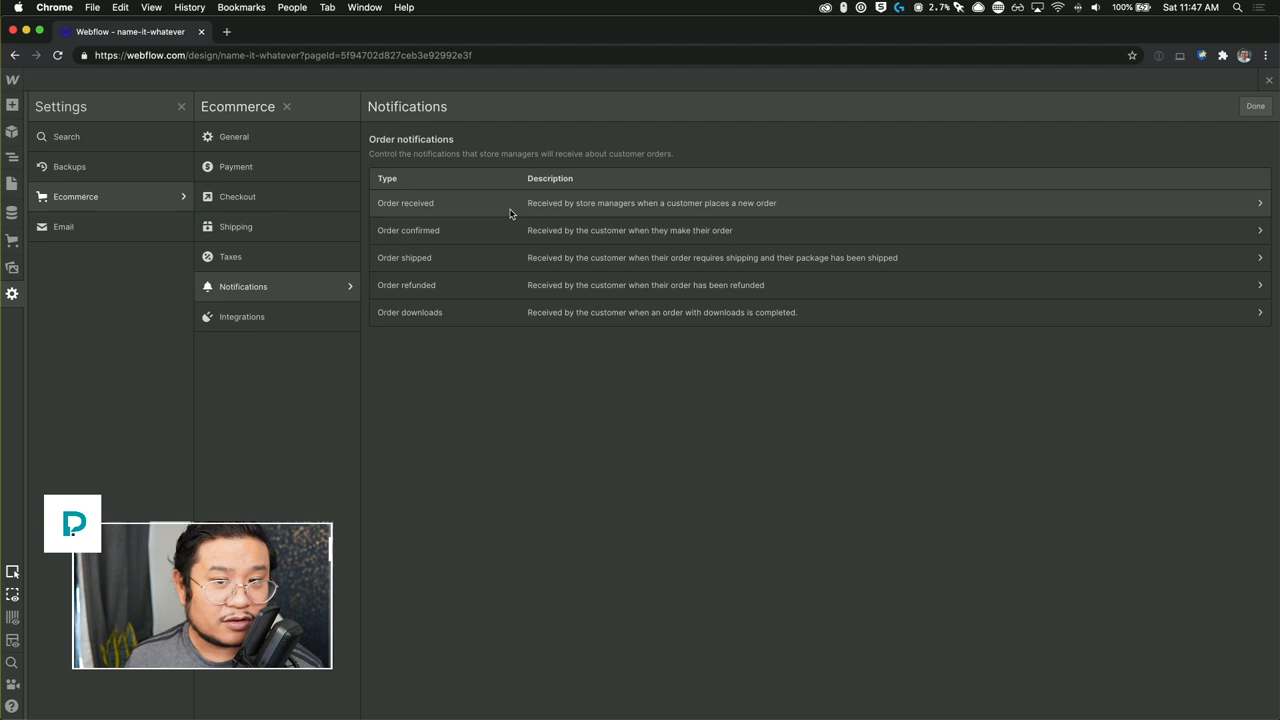 Chrome File Edit View History Bookmarks People Tab Window Help
2.7% 100% Sat 11:47 AM
Webflow - name-it-whatever
https://webflow.com/design/name-it-whatever?pageId=5f94702d827ceb3e92992e3f
Settings
Search
Backups
Ecommerce
Email
Ecommerce
General
Payment
Checkout
Shipping
Taxes
Notifications
Integrations
Notifications
Done
Order notifications
Control the notifications that store managers will receive about customer orders.
Type Description
Order received Received by store managers when a customer places a new order
Order confirmed Received by the customer when they make their order
Order shipped Received by the customer when their order requires shipping and their package has been shipped
Order refunded Received by the customer when their order has been refunded
Order downloads Received by the customer when an order with downloads is completed.